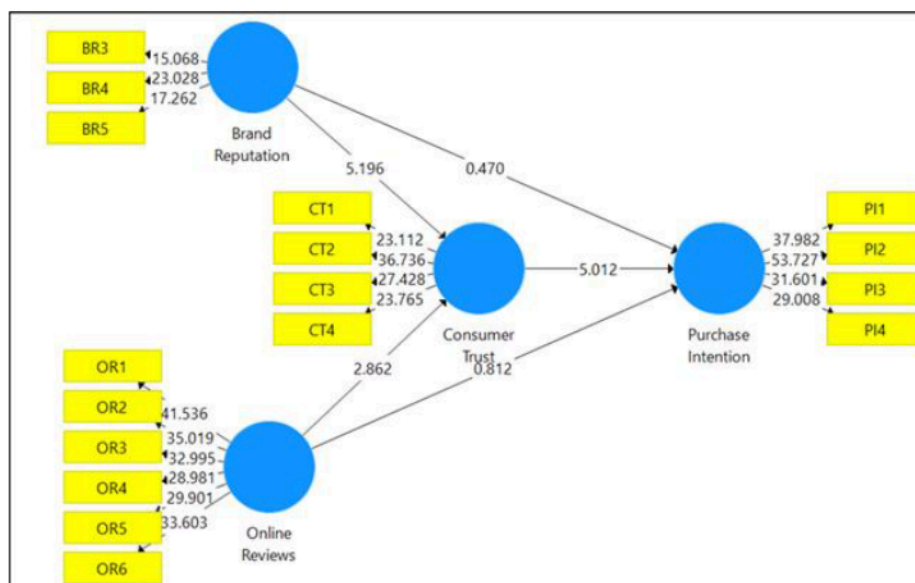 BR3
15.068
BR4
23.028
BR5
17.262
Brand
Reputation
5.196
0.470
CT1
23.112
CT2
36.736
CT3
27.428
CT4
23.765
Consumer
Trust
5.012
PI1
37.982
PI2
53.727
PI3
31.601
PI4
29.008
Purchase
Intention
2.862
0.812
OR1
41.536
OR2
35.019
OR3
32.995
OR4
28.981
OR5
29.901
OR6
33.603
Online
Reviews